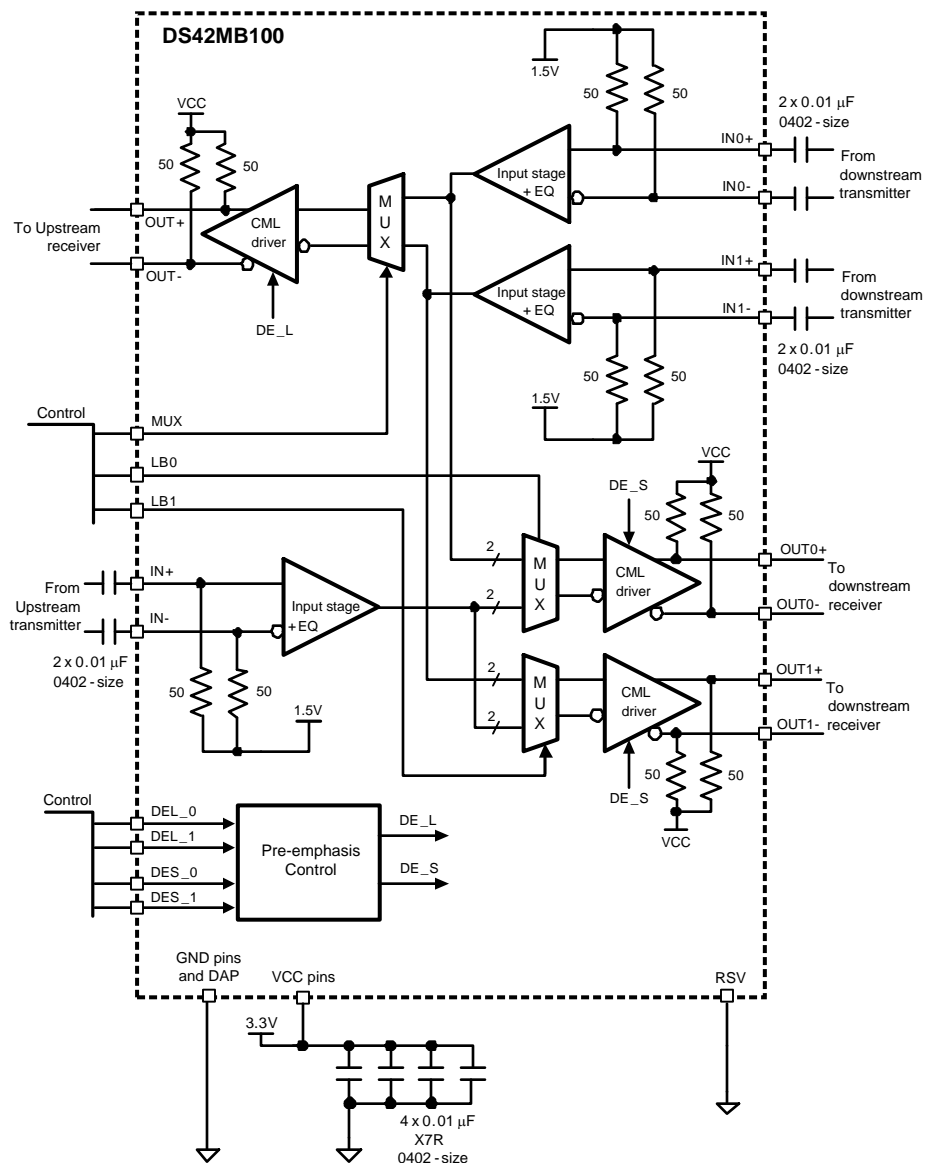 DS42MB100
1.5V
50
50
2 x 0.01 µF
0402 - size
IN0+
From
downstream
transmitter
IN0-
Input stage
+ EQ
VCC
50
50
To Upstream
receiver
OUT+
OUT-
CML
driver
DE_L
M
U
X
IN1+
From
downstream
transmitter
IN1-
Input stage
+ EQ
2 x 0.01 µF
0402 - size
50
50
1.5V
Control
MUX
LB0
LB1
VCC
DE_S
50
50
2
2
M
U
X
CML
driver
OUT0+
To
downstream
receiver
OUT0-
From
Upstream
transmitter
IN+
IN-
Input stage
+ EQ
2 x 0.01 µF
0402 - size
50
50
1.5V
2
2
M
U
X
CML
driver
OUT1+
To
downstream
receiver
OUT1-
DE_S
50
50
VCC
Control
DEL_0
DEL_1
DES_0
DES_1
Pre-emphasis
Control
DE_L
DE_S
GND pins
and DAP
VCC pins
RSV
3.3V
4 x 0.01 µF
X7R
0402 - size